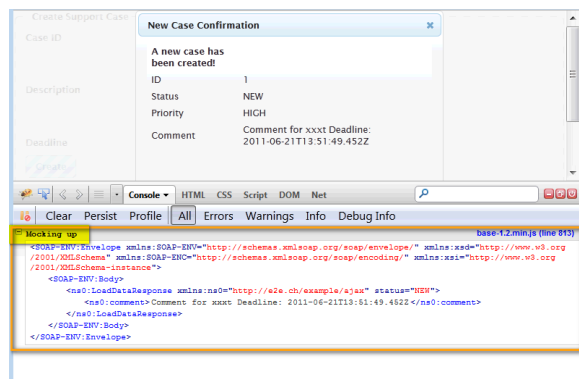 Create Support Case
New Case Confirmation
Case ID
A new case has
been created!
ID 1
Description
Status NEW
Priority HIGH
Comment Comment for xxxt Deadline:
2011-06-21T13:51:49.452Z
Deadline
Console HTML CSS Script DOM Net
Clear Persist Profile All Errors Warnings Info Debug Info
Mocking up base-1.2.min.js (line 813)
<SOAP-ENV:Envelope xmlns:SOAP-ENV="http://schemas.xmlsoap.org/soap/envelope/" xmlns:xsd="http://www.w3.org
/2001/XMLSchema" xmlns:SOAP-ENC="http://schemas.xmlsoap.org/soap/encoding/" xmlns:xsi="http://www.w3.org
/2001/XMLSchema-instance">
<SOAP-ENV:Body>
<ns0:LoadDataResponse xmlns:ns0="http://e2e.ch/example/ajax" status="NEW">
<ns0:comment>Comment for xxxt Deadline: 2011-06-21T13:51:49.452Z</ns0:comment>
</ns0:LoadDataResponse>
</SOAP-ENV:Body>
</SOAP-ENV:Envelope>